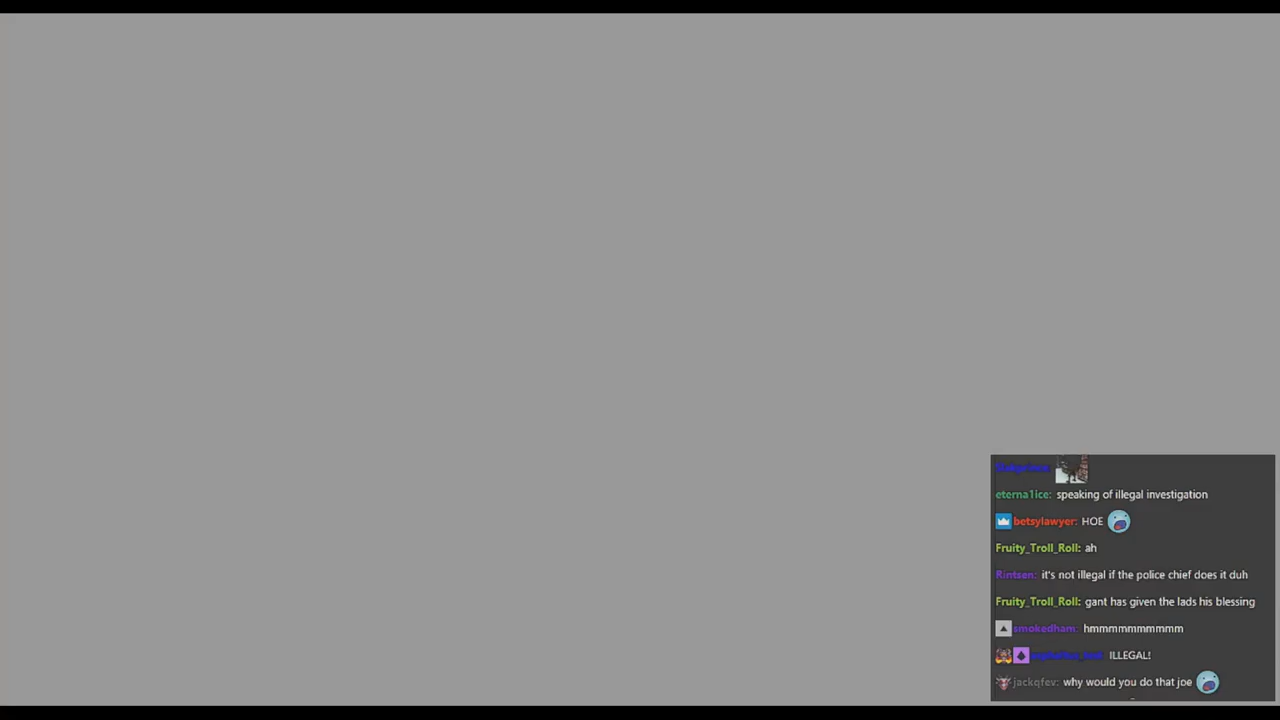 eterna1ice: speaking of illegal investigation
betsylawyer: HOE
Fruity_Troll_Roll: ah
Rintsen: it's not illegal if the police chief does it duh
Fruity_Troll_Roll: gant has given the lads his blessing
smokedham: hmmmmmmmmmm
ILLEGAL!
jackqfev: why would you do that joe